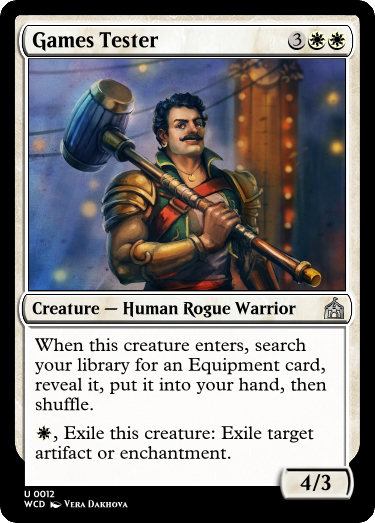 Games Tester 3
Creature — Human Rogue Warrior
When this creature enters, search
your library for an Equipment card,
reveal it, put it into your hand, then
shuffle.
, Exile this creature: Exile target
artifact or enchantment.
4/3
U 0012
WCD Vera Dakhova